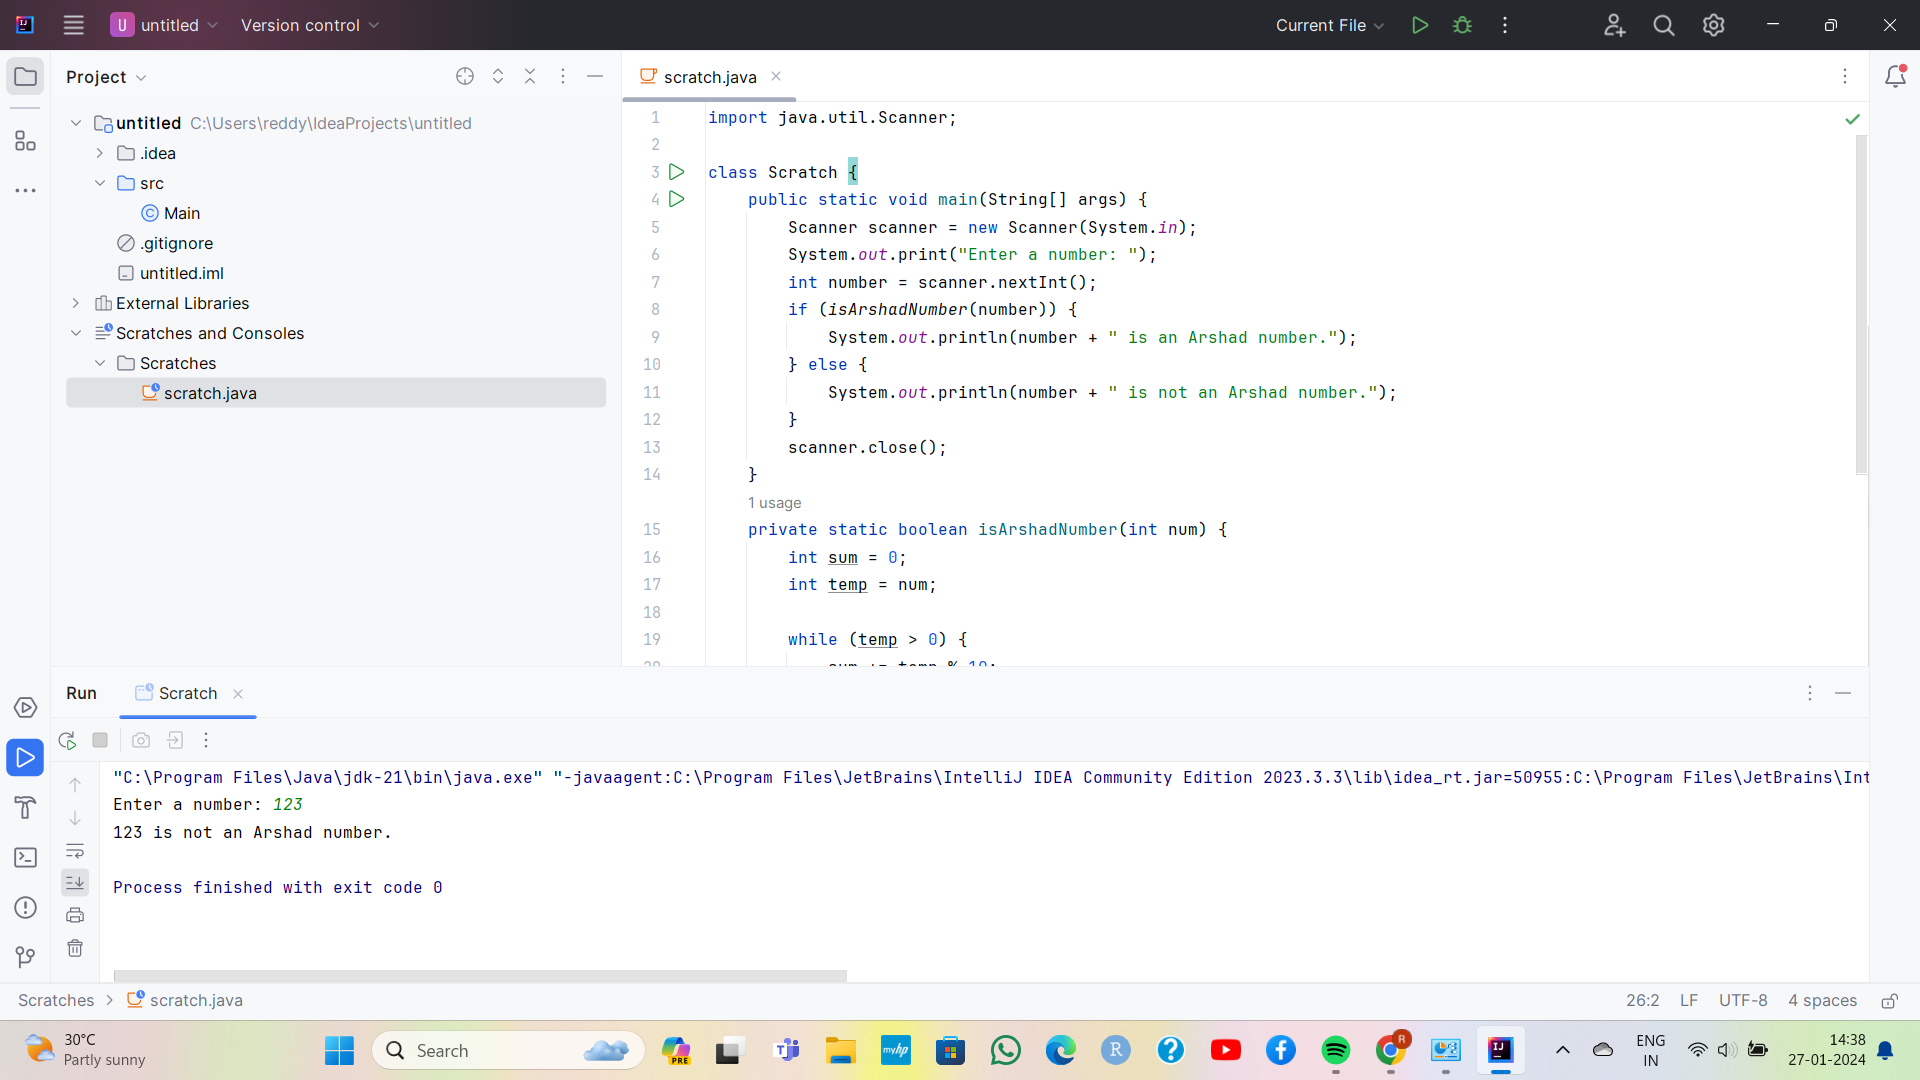 U untitled Version control Current File
Project
scratch.java
untitled C:\Users\reddy\IdeaProjects\untitled
.idea
src
Main
.gitignore
untitled.iml
External Libraries
Scratches and Consoles
Scratches
scratch.java
1 import java.util.Scanner;
2
3 class Scratch {
4 public static void main(String[] args) {
5 Scanner scanner = new Scanner(System.in);
6 System.out.print("Enter a number: ");
7 int number = scanner.nextInt();
8 if (isArshadNumber(number)) {
9 System.out.println(number + " is an Arshad number.");
10 } else {
11 System.out.println(number + " is not an Arshad number.");
12 }
13 scanner.close();
14 }
1 usage
15 private static boolean isArshadNumber(int num) {
16 int sum = 0;
17 int temp = num;
18
19 while (temp > 0) {
20 sum += temp % 10;
Run Scratch
"C:\Program Files\Java\jdk-21\bin\java.exe" "-javaagent:C:\Program Files\JetBrains\IntelliJ IDEA Community Edition 2023.3.3\lib\idea_rt.jar=50955:C:\Program Files\JetBrains\Int
Enter a number: 123
123 is not an Arshad number.
Process finished with exit code 0
Scratches > scratch.java 26:2 LF UTF-8 4 spaces
30°C
Partly sunny
Search
PRE
myhp
R
R
ENG
IN
14:38
27-01-2024